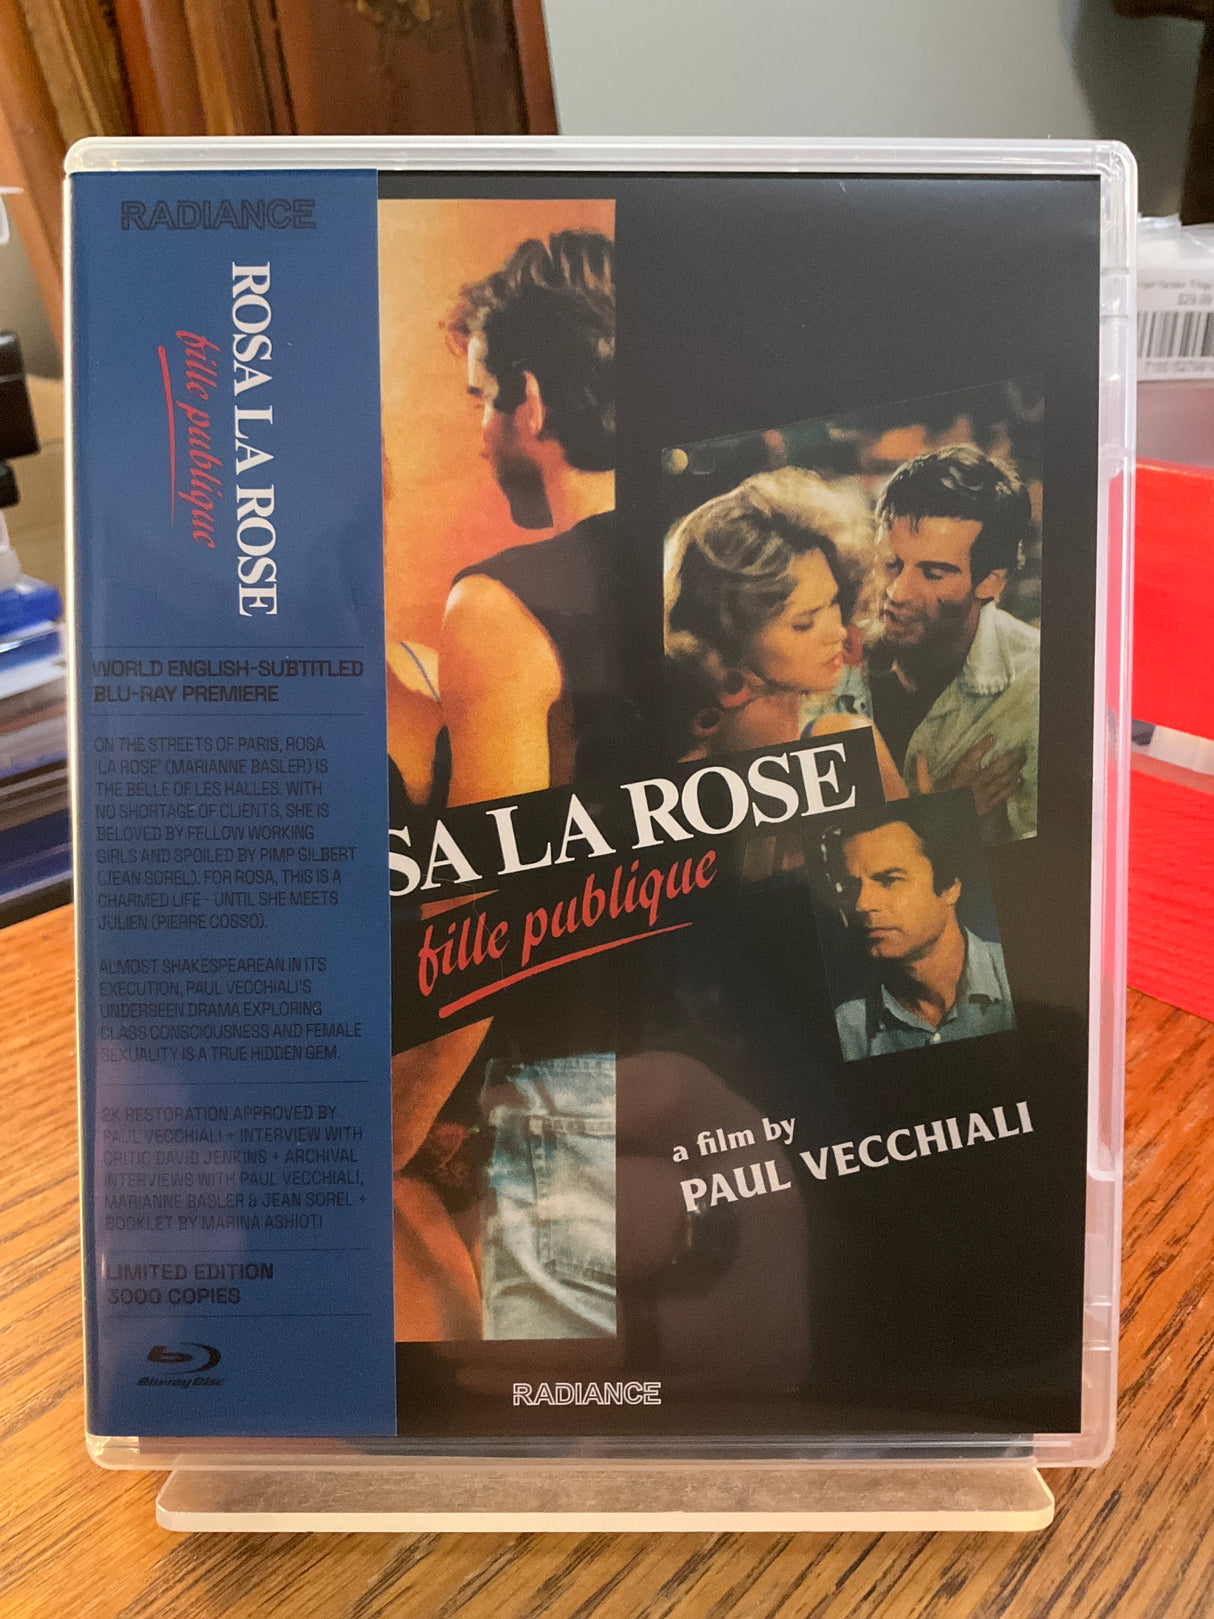 RADIANCE
ROSA LA ROSE
fille publique
WORLD ENGLISH-SUBTITLED
BLU-RAY PREMIERE
ON THE STREETS OF PARIS, ROSA
'LA ROSE' (MARIANNE BASLER) IS
THE BELLE OF LES HALLES. WITH
NO SHORTAGE OF CLIENTS, SHE IS
BELOVED BY FELLOW WORKING
GIRLS AND SPOILED BY PIMP GILBERT
(JEAN SOREL). FOR ROSA, THIS IS A
CHARMED LIFE - UNTIL SHE MEETS
JULIEN (PIERRE COSSO).
ALMOST SHAKESPEAREAN IN ITS
EXECUTION, PAUL VECCHIALI'S
UNDERSEEN DRAMA EXPLORING
CLASS CONSCIOUSNESS AND FEMALE
SEXUALITY IS A TRUE HIDDEN GEM.
2K RESTORATION APPROVED BY
PAUL VECCHIALI + INTERVIEW WITH
CRITIC DAVID JENKINS + ARCHIVAL
INTERVIEWS WITH PAUL VECCHIALI,
MARIANNE BASLER & JEAN SOREL +
BOOKLET BY MARINA ASHIOTI
LIMITED EDITION
3000 COPIES
Blu-ray Disc
SA LA ROSE
fille publique
a film by
PAUL VECCHIALI
RADIANCE
$29.99